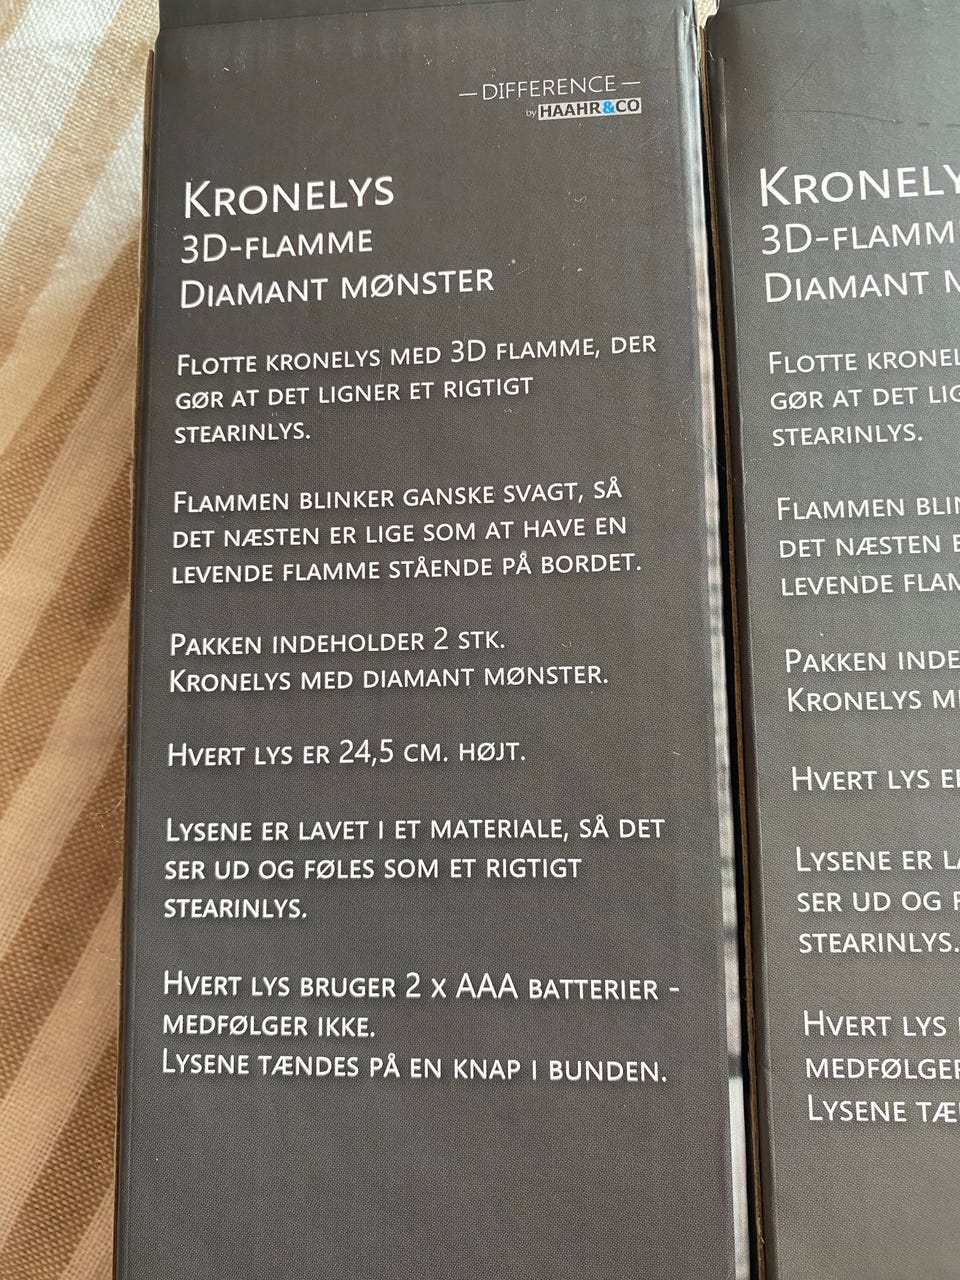 — DIFFERENCE —
by HAAHR&CO
KRONELYS
3D-FLAMME
DIAMANT MØNSTER
FLOTTE KRONELYS MED 3D FLAMME, DER
GØR AT DET LIGNER ET RIGTIGT
STEARINLYS.
FLAMMEN BLINKER GANSKE SVAGT, SÅ
DET NÆSTEN ER LIGE SOM AT HAVE EN
LEVENDE FLAMME STÅENDE PÅ BORDET.
PAKKEN INDEHOLDER 2 STK.
KRONELYS MED DIAMANT MØNSTER.
HVERT LYS ER 24,5 CM. HØJT.
LYSENE ER LAVET I ET MATERIALE, SÅ DET
SER UD OG FØLES SOM ET RIGTIGT
STEARINLYS.
HVERT LYS BRUGER 2 X AAA BATTERIER -
MEDFØLGER IKKE.
LYSENE TÆNDES PÅ EN KNAP I BUNDEN.
KRONELY
3D-FLAMM
DIAMANT
FLOTTE KRONEL
GØR AT DET LIG
STEARINLYS.
FLAMMEN BLIN
DET NÆSTEN E
LEVENDE FLAM
PAKKEN INDE
KRONELYS M
HVERT LYS E
LYSENE ER LA
SER UD OG F
STEARINLYS.
HVERT LYS
MEDFØLGER
LYSENE TÆ